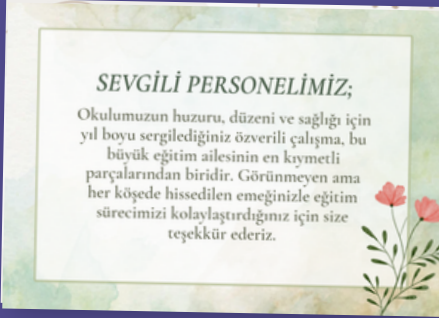 SEVGİLİ PERSONELİMİZ;
Okulumuzun huzuru, düzeni ve sağlığı için
yıl boyu sergilediğiniz özverili çalışma, bu
büyük eğitim ailesinin en kıymetli
parçalarından biridir. Görünmeyen ama
her köşede hissedilen emeğinizle eğitim
sürecimizi kolaylaştırdığınız için size
teşekkür ederiz.